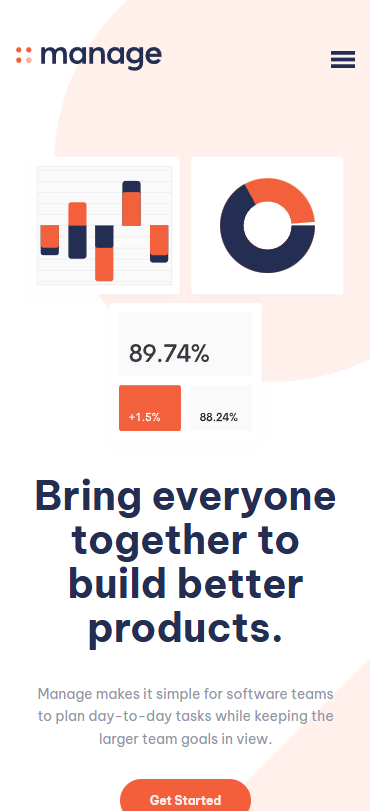 manage
89.74%
+1.5%
88.24%
Bring everyone
together to
build better
products.
Manage makes it simple for software teams
to plan day-to-day tasks while keeping the
larger team goals in view.
Get Started